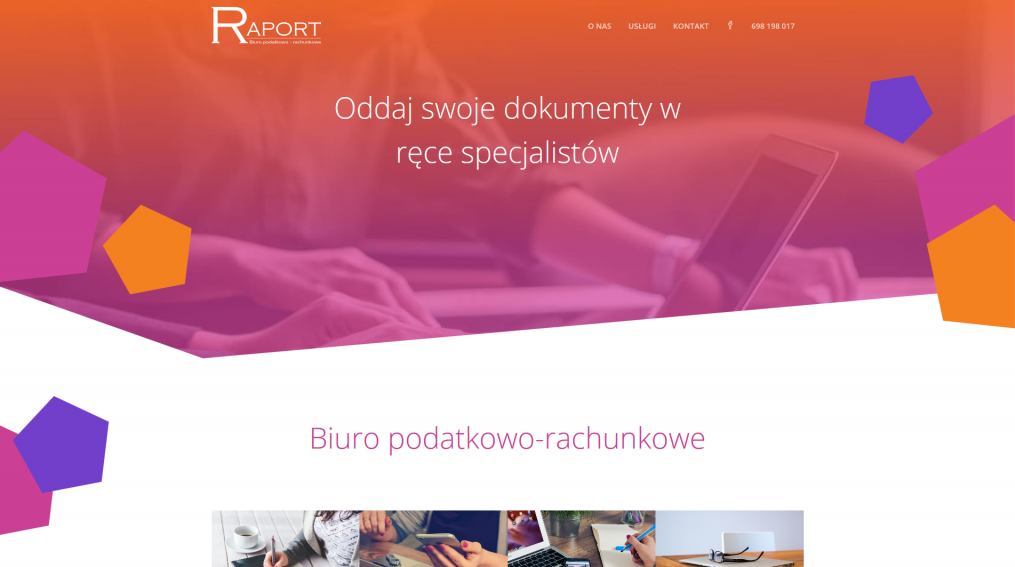 RAPORT
Biuro podatkowo - rachunkowe
O NAS
USŁUGI
KONTAKT
698 198 017
Oddaj swoje dokumenty w
ręce specjalistów
Biuro podatkowo-rachunkowe